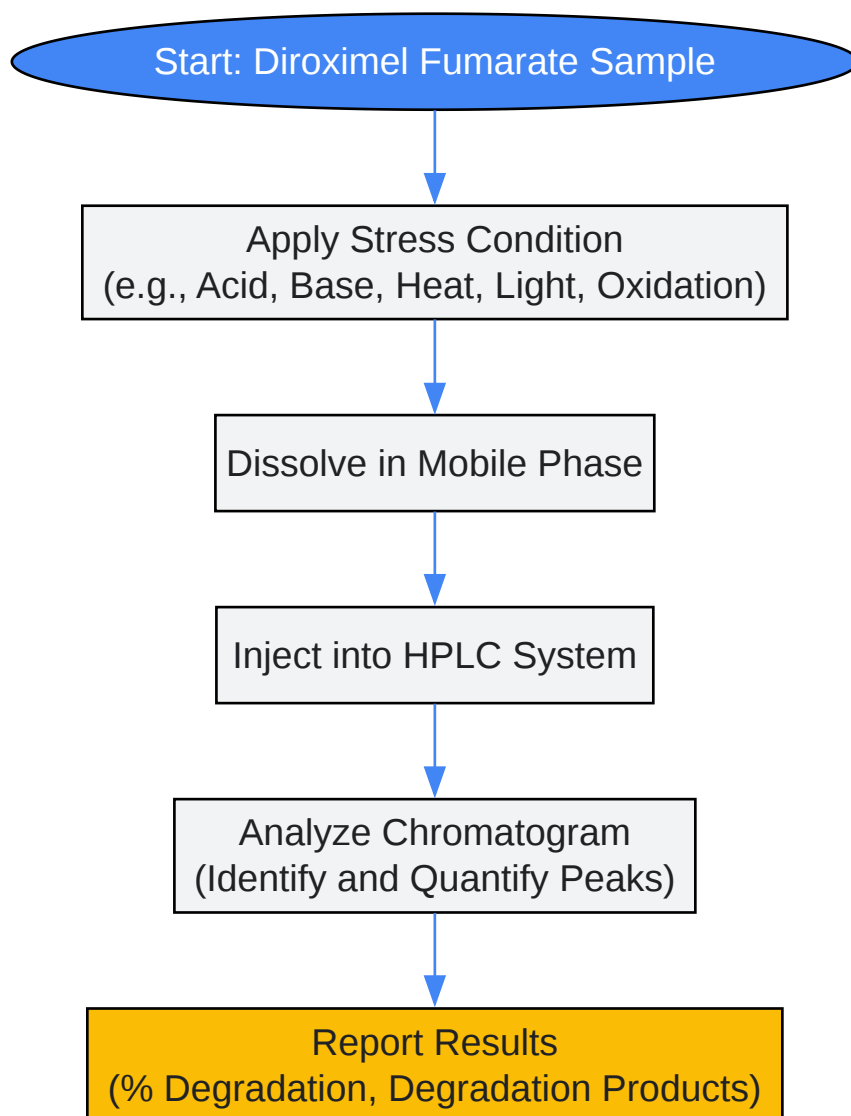 Start: Diroximel Fumarate Sample
Apply Stress Condition
(e.g., Acid, Base, Heat, Light, Oxidation)
Dissolve in Mobile Phase
Inject into HPLC System
Analyze Chromatogram
(Identify and Quantify Peaks)
Report Results
(% Degradation, Degradation Products)